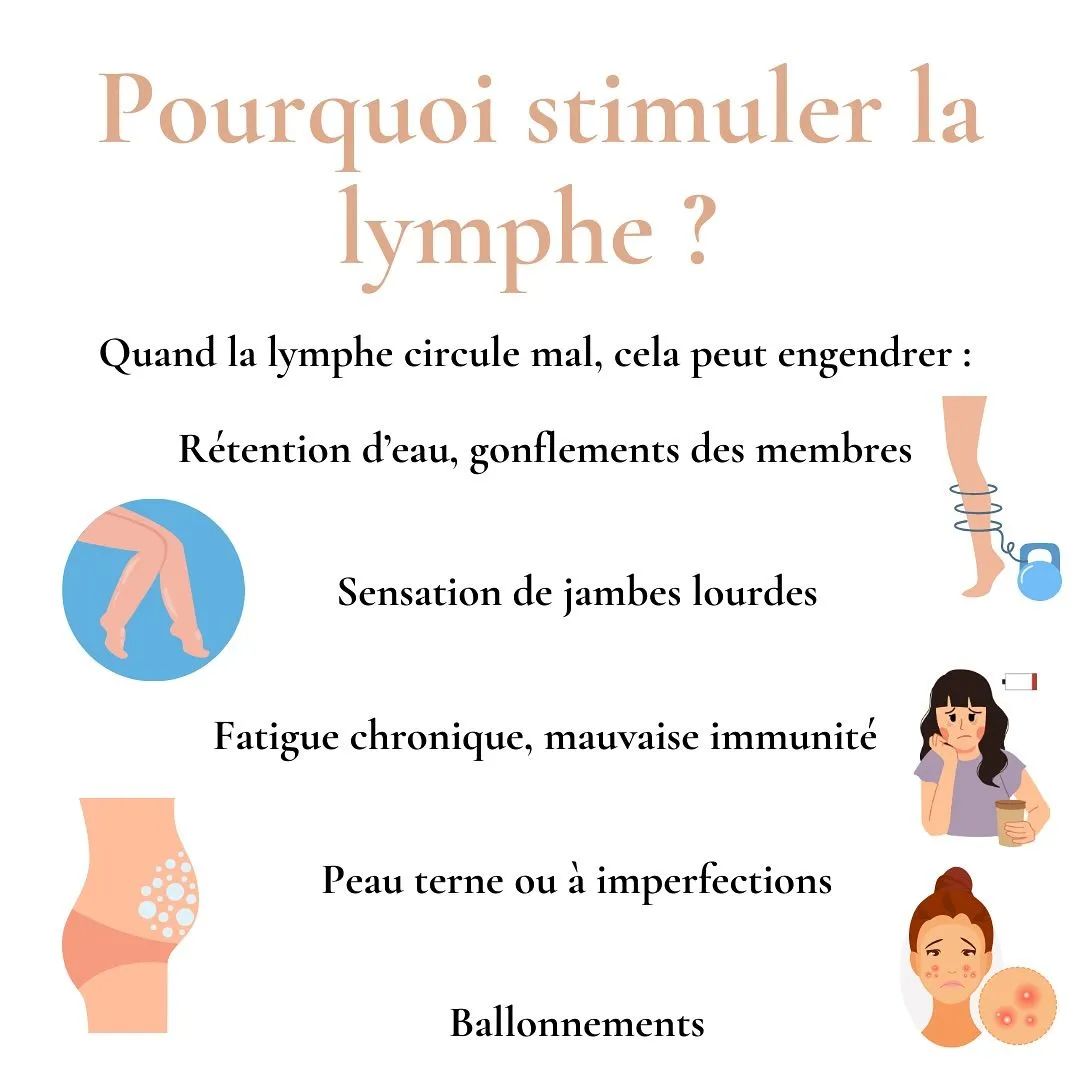 Pourquoi stimuler la
lymphe ?
Quand la lymphe circule mal, cela peut engendrer :
Rétention d’eau, gonflements des membres
Sensation de jambes lourdes
Fatigue chronique, mauvaise immunité
Peau terne ou à imperfections
Ballonnements